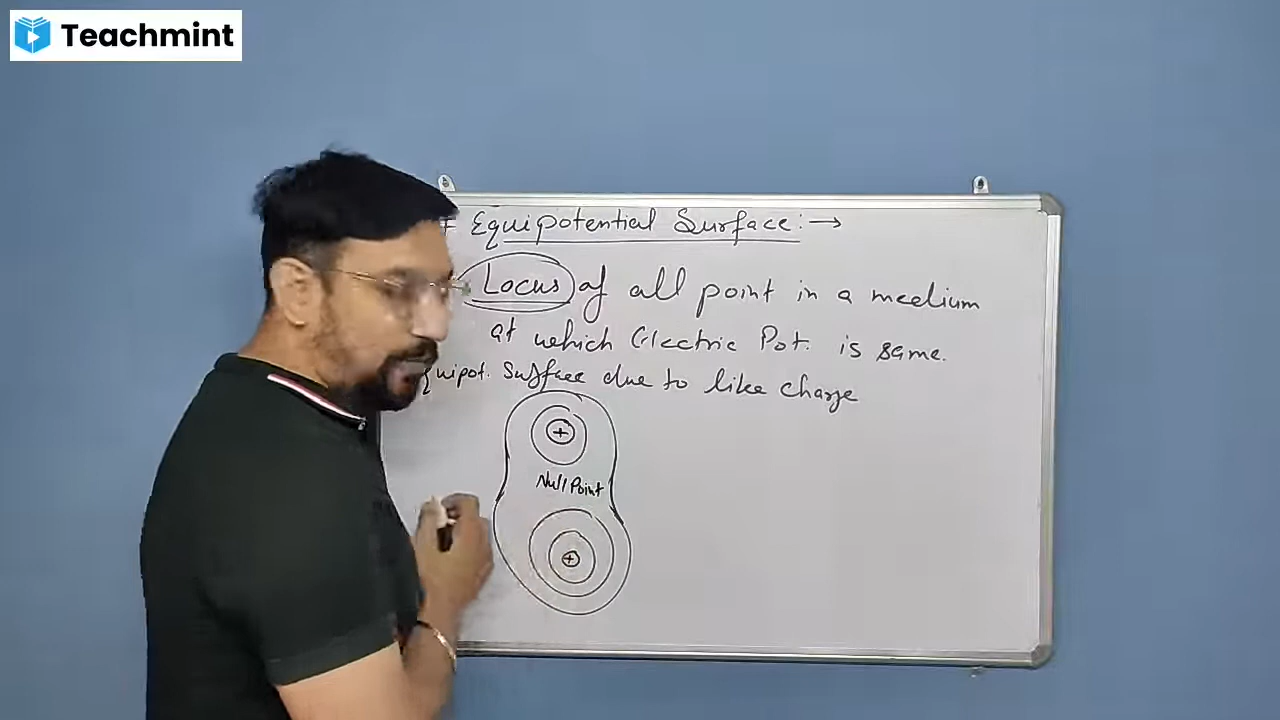 Teachmint
Equipotential Surface:→
Locus of all point in a medium
at which Electric Pot. is same.
quipot. Surface due to like charge
+
Null Point
+